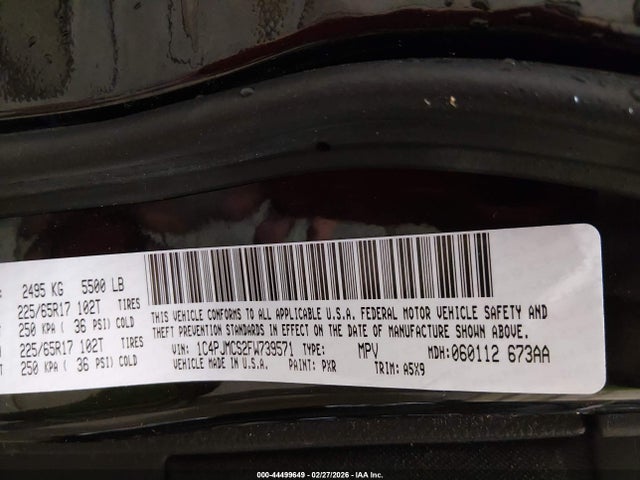 2495 KG 5500 LB
225/65R17 102T TIRES
250 KPA ( 36 PSI) COLD
225/65R17 102T TIRES
250 KPA ( 36 PSI) COLD
THIS VEHICLE CONFORMS TO ALL APPLICABLE U.S.A. FEDERAL MOTOR VEHICLE SAFETY AND
THEFT PREVENTION STANDARDS IN EFFECT ON THE DATE OF MANUFACTURE SHOWN ABOVE.
VIN: 1C4PJMCS2FW739571 TYPE: MPV MDH: 060112 673AA
VEHICLE MADE IN U.S.A. PAINT: PXR TRIM: A5X9
000-44499649 - 02/27/2026 - IAA Inc.